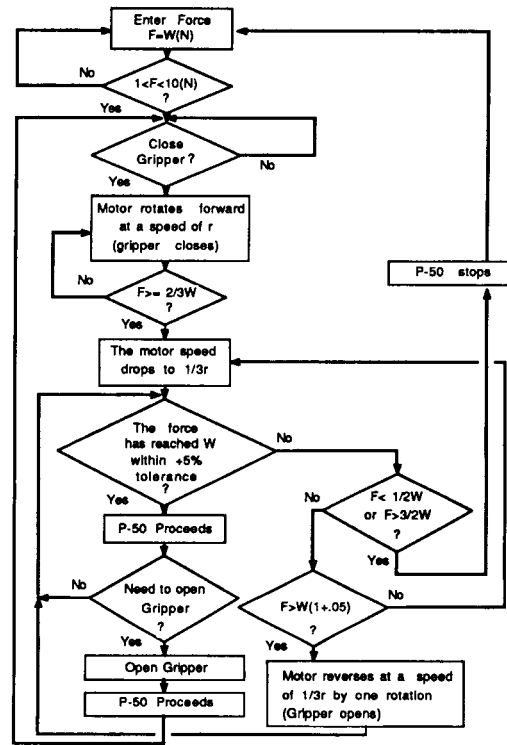 Enter Force
F=W(N)
No
1<F<10(N)
?
Yes
Close
Gripper?
No
Yes
Motor rotates forward
at a speed of r
(gripper closes)
P-50 stops
No
F>= 2/3W
?
Yes
The motor speed
drops to 1/3r
The force
has reached W
within +5%
tolerance
?
No
Yes
No
F< 1/2W
or F>3/2W
?
Yes
P-50 Proceeds
No
Need to open
Gripper
?
F>W(1+.05)
?
No
Yes
Yes
Open Gripper
Motor reverses at a speed
of 1/3r by one rotation
(Gripper opens)
P-50 Proceeds